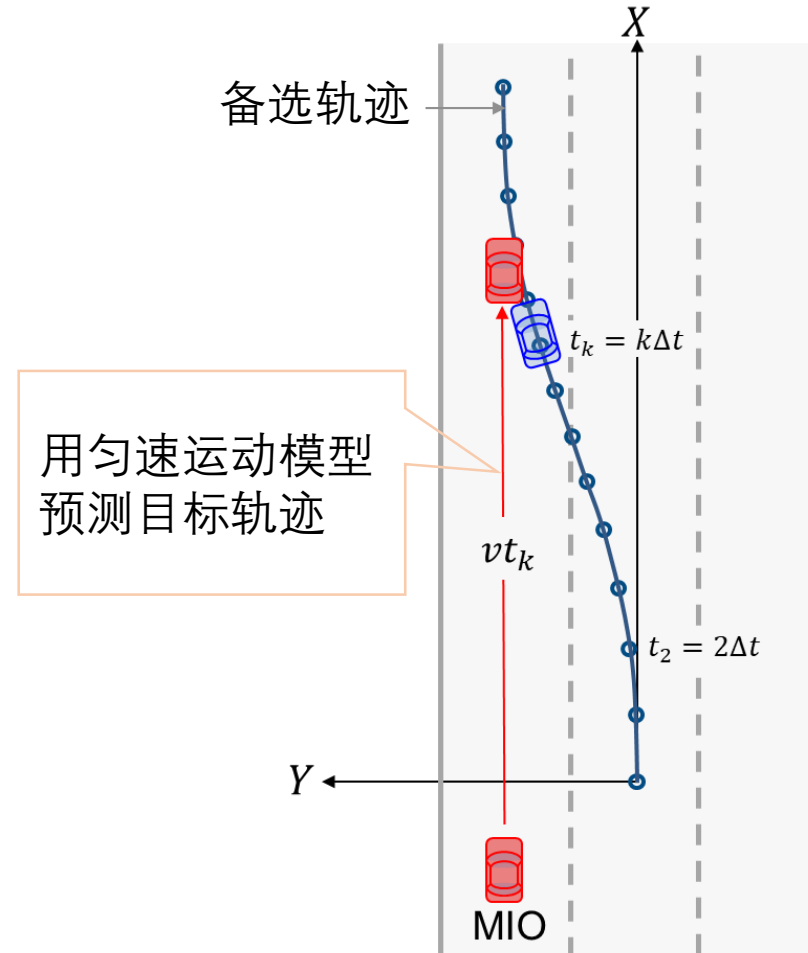 X
备选轨迹
t_k = kΔt
用匀速运动模型
预测目标轨迹
vt_k
t_2 = 2Δt
Y
MIO